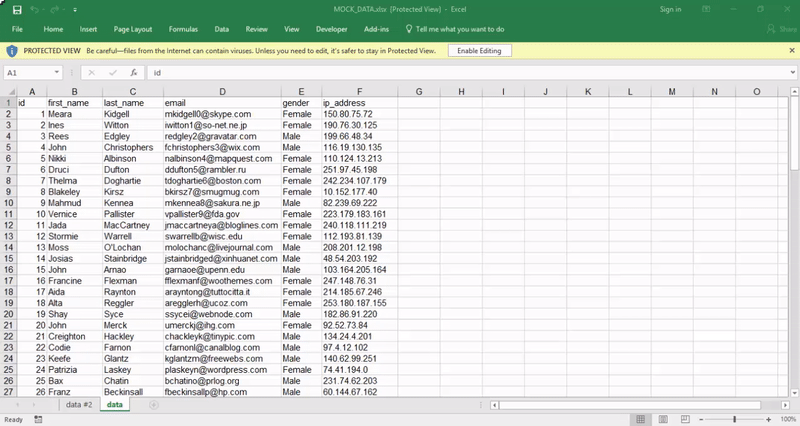 MOCK_DATA.xlsx [Protected View] - Excel
Sign in
File Home Insert Page Layout Formulas Data Review View Developer Add-ins Tell me what you want to do Share
PROTECTED VIEW Be careful—files from the Internet can contain viruses. Unless you need to edit, it's safer to stay in Protected View. Enable Editing
A1 fx id
A B C D E F G H I J K L M N O
1 id first_name last_name email gender ip_address
2 1 Meara Kidgell mkidgell0@skype.com Female 150.80.75.72
3 2 Ines Witton iwitton1@so-net.ne.jp Female 190.76.30.125
4 3 Rees Edgley redgley2@gravatar.com Male 199.66.48.34
5 4 John Christophers fchristophers3@wix.com Male 116.19.130.135
6 5 Nikki Albinson nalbinson4@mapquest.com Female 110.124.13.213
7 6 Druci Dufton ddufton5@rambler.ru Female 251.97.45.198
8 7 Thelma Doghartie tdoghartie6@boston.com Female 242.234.107.179
9 8 Blakeley Kirsz bkirsz7@smugmug.com Female 10.152.177.40
10 9 Mahmud Kennea mkennea8@sakura.ne.jp Male 82.239.69.222
11 10 Vernice Pallister vpallister9@fda.gov Female 223.179.183.161
12 11 Jada MacCartney jmaccartneya@bloglines.com Female 240.118.111.219
13 12 Stormie Warrell swarrellb@wisc.edu Female 112.193.81.139
14 13 Moss O'Lochan molochanc@livejournal.com Male 208.201.12.198
15 14 Josias Stainbridge jstainbridged@xinhuanet.com Male 48.54.203.192
16 15 John Arnao garnaoe@upenn.edu Male 103.164.205.164
17 16 Francine Flexman fflexmanf@woothemes.com Female 247.148.76.31
18 17 Aida Raynton arayntong@tuttocitta.it Female 214.185.67.246
19 18 Alta Reggler aregglerh@ucoz.com Female 253.180.187.155
20 19 Shay Syce ssycei@webnode.com Male 182.86.91.220
21 20 John Merck umerckj@ihg.com Female 92.52.73.84
22 21 Creighton Hackley chackleyk@tinypic.com Male 134.24.4.201
23 22 Codie Farnon cfarnonl@canalblog.com Male 97.4.12.102
24 23 Keefe Glantz kglantzm@freewebs.com Male 140.62.99.251
25 24 Patrizia Laskey plaskeyn@wordpress.com Female 74.41.194.0
26 25 Bax Chatin bchatino@prlog.org Male 231.74.62.203
27 26 Franz Beckinsall fbeckinsallp@hp.com Male 60.144.67.162
data #2 data
Ready 100%